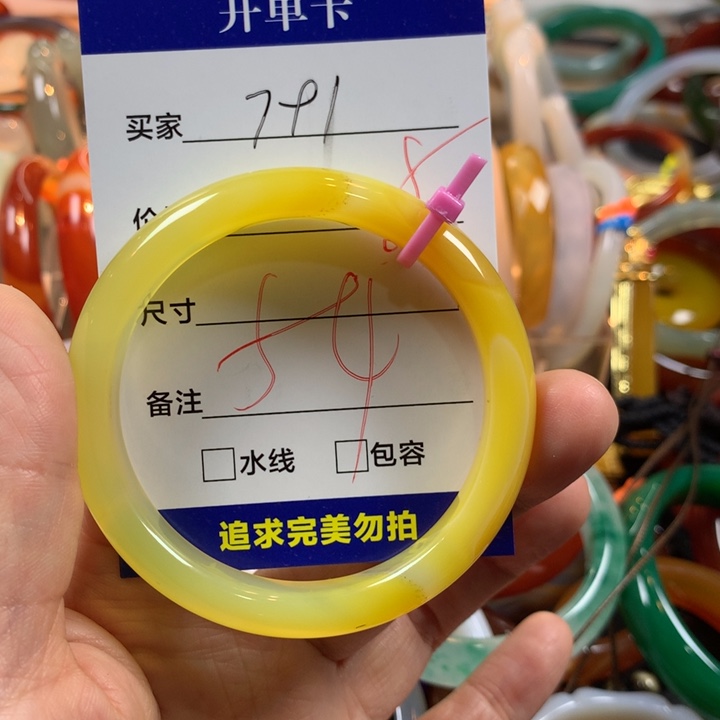 开单卡
买家 791
价
尺寸 54
备注
水线 包容
追求完美勿拍